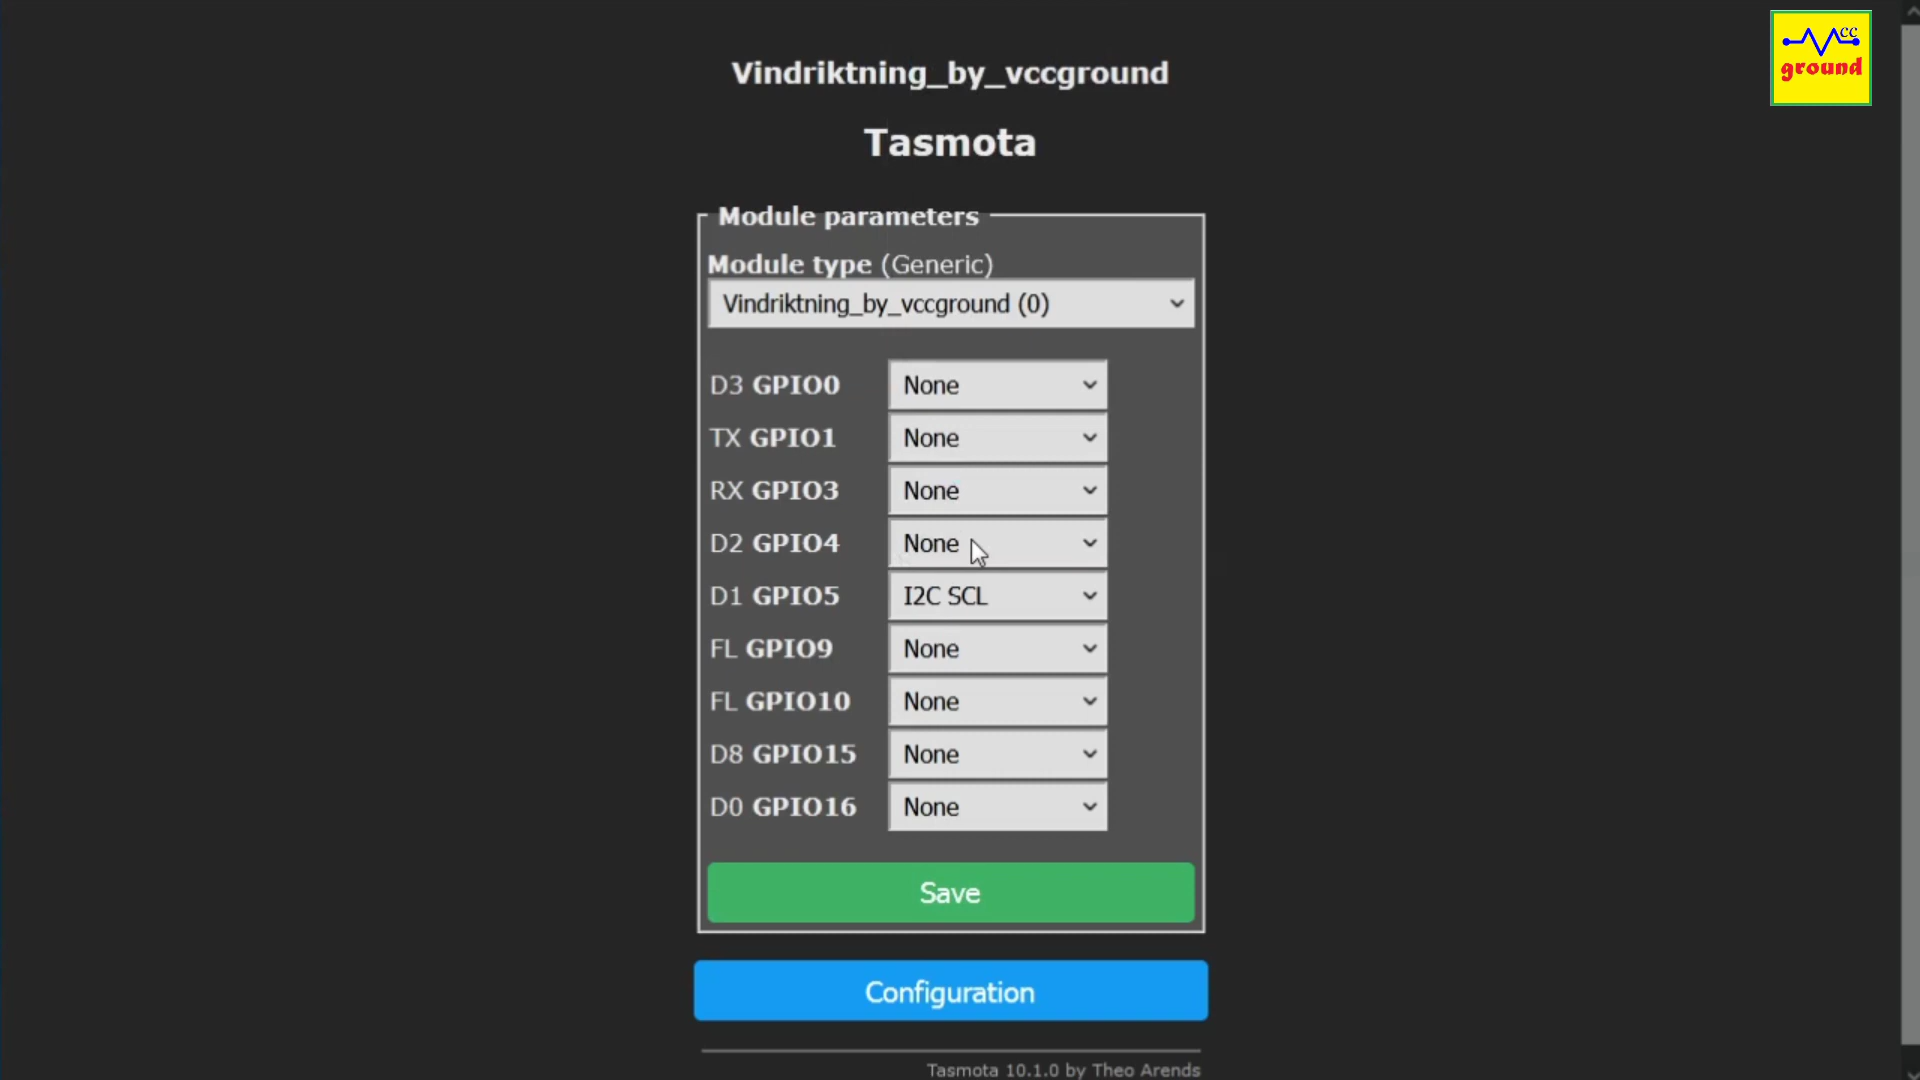 cc
ground
Vindriktning_by_vccground
Tasmota
Module parameters
Module type (Generic)
Vindriktning_by_vccground (0)
D3 GPIO0 None
TX GPIO1 None
RX GPIO3 None
D2 GPIO4 None
D1 GPIO5 I2C SCL
FL GPIO9 None
FL GPIO10 None
D8 GPIO15 None
D0 GPIO16 None
Save
Configuration
Tasmota 10.1.0 by Theo Arends